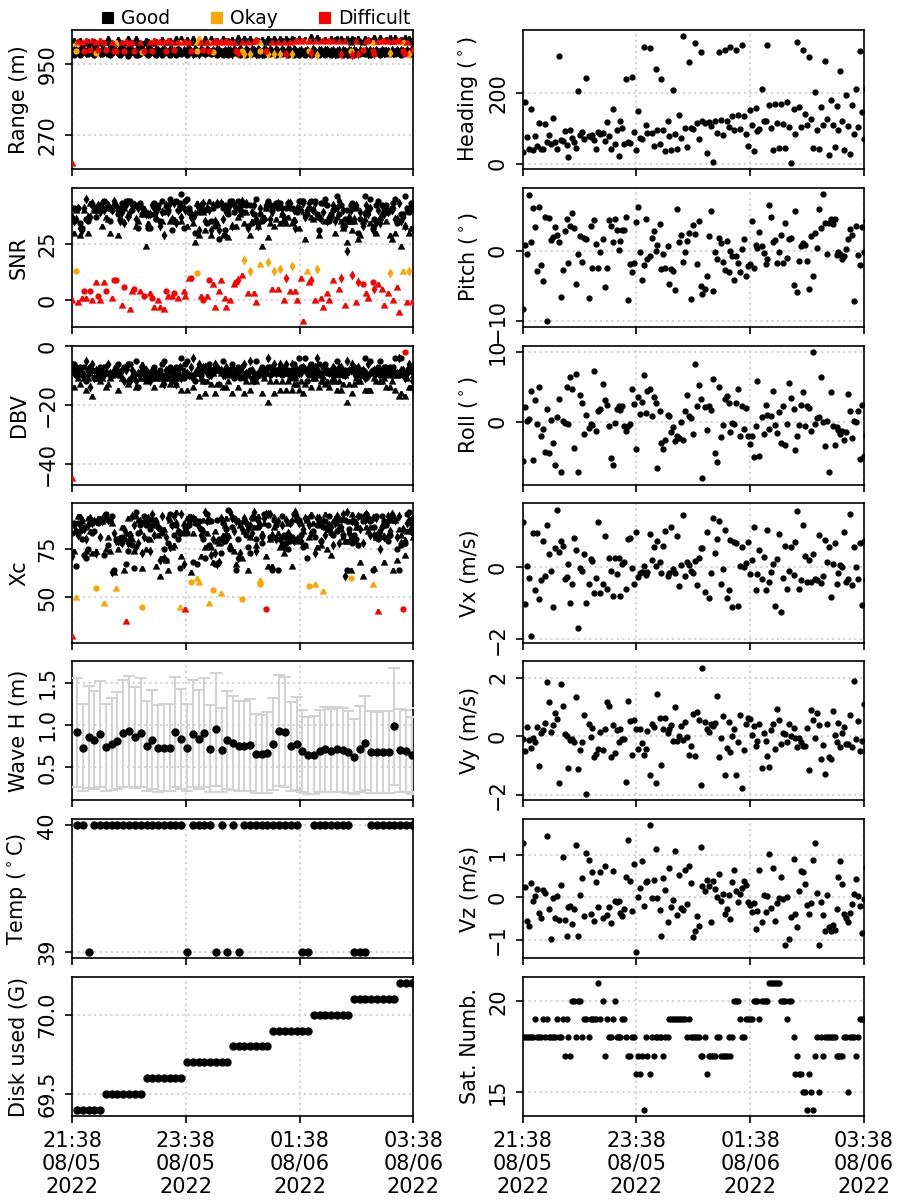 Good Okay Difficult
Range (m)
950
270
Heading (°)
200
0
SNR
25
0
Pitch (°)
0
−10
DBV
0
−20
−40
Roll (°)
10
0
Xc
75
50
Vx (m/s)
0
−2
Wave H (m)
1.5
1.0
0.5
Vy (m/s)
2
0
−2
Temp (°C)
40
39
Vz (m/s)
1
0
−1
Disk used (G)
70.0
69.5
Sat. Numb.
20
15
21:38 23:38 01:38 03:38
08/05 08/05 08/06 08/06
2022 2022 2022 2022
21:38 23:38 01:38 03:38
08/05 08/05 08/06 08/06
2022 2022 2022 2022